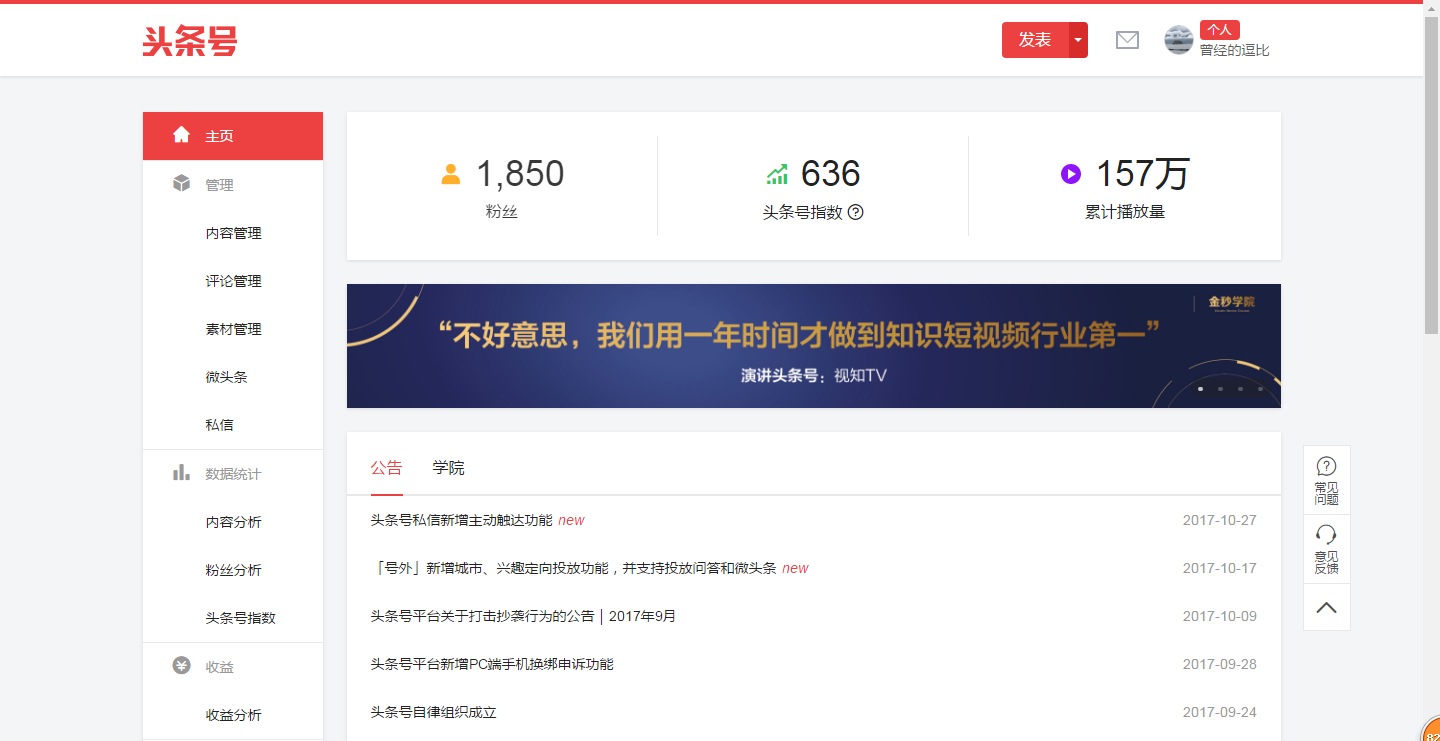 头条号
发表
个人
曾经的逗比
主页
管理
内容管理
评论管理
素材管理
微头条
私信
数据统计
内容分析
粉丝分析
头条号指数
收益
收益分析
1,850
粉丝
636
头条号指数 ?
157万
累计播放量
金秒学院
“不好意思，我们用一年时间才做到知识短视频行业第一”
演讲头条号：视知TV
公告 学院
头条号私信新增主动触达功能 new 2017-10-27
「号外」新增城市、兴趣定向投放功能，并支持投放问答和微头条 new 2017-10-17
头条号平台关于打击抄袭行为的公告 | 2017年9月 2017-10-09
头条号平台新增PC端手机换绑申诉功能 2017-09-28
头条号自律组织成立 2017-09-24
常见
问题
意见
反馈
82